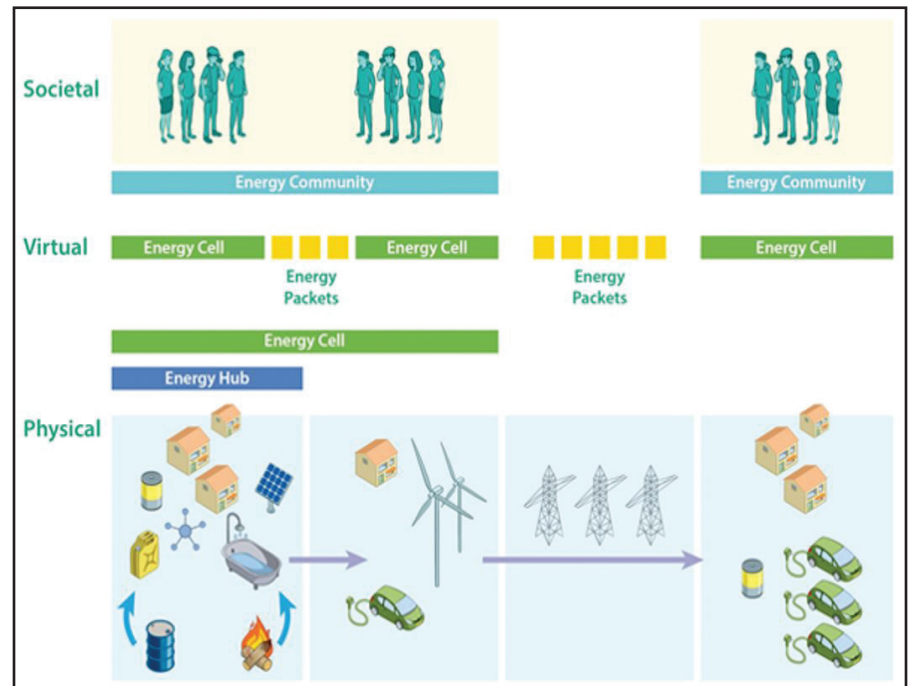 Societal
Energy Community
Energy Community
Virtual
Energy Cell
Energy Cell
Energy Cell
Energy
Packets
Energy
Packets
Energy Cell
Energy Hub
Physical